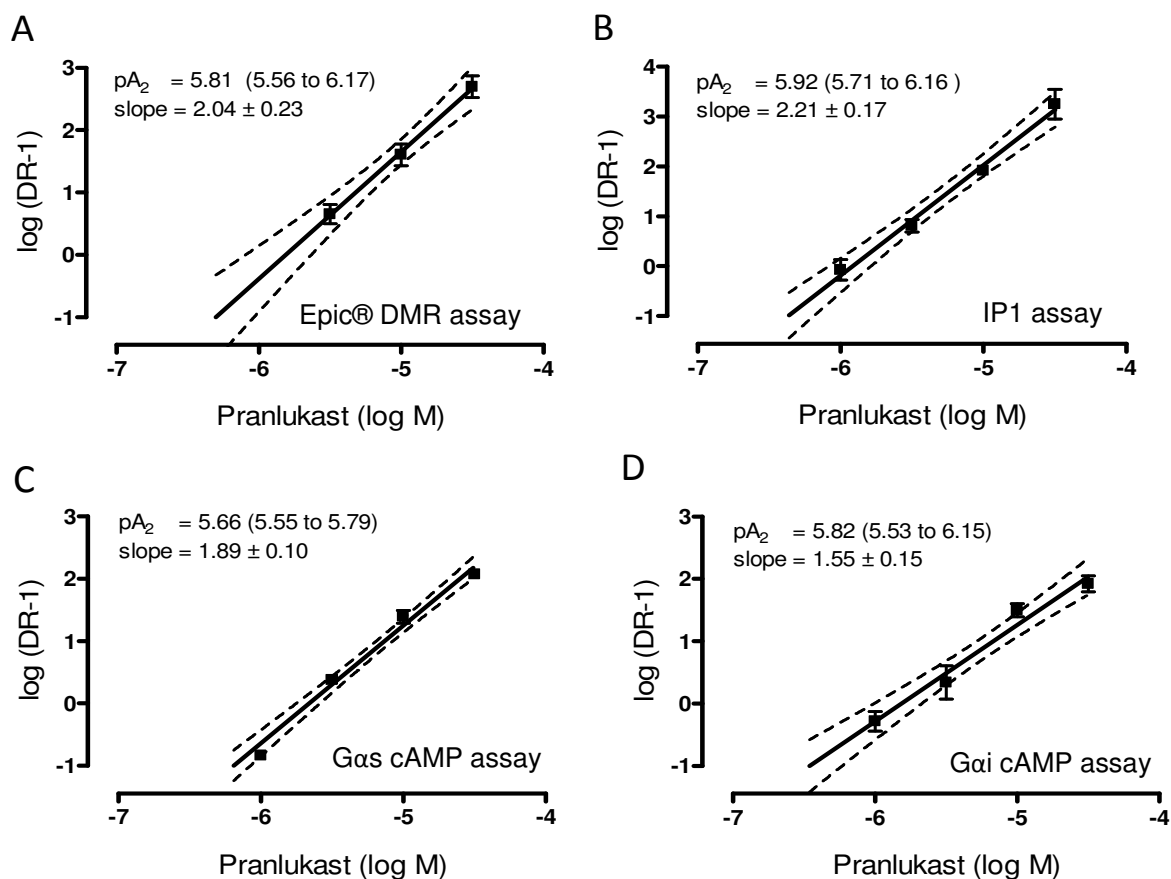 A
pA₂ = 5.81 (5.56 to 6.17)
slope = 2.04 ± 0.23
3
2
1
0
-1
log (DR-1)
Epic® DMR assay
-7 -6 -5 -4
Pranlukast (log M)
B
pA₂ = 5.92 (5.71 to 6.16 )
slope = 2.21 ± 0.17
4
3
2
1
0
-1
log (DR-1)
IP1 assay
-7 -6 -5 -4
Pranlukast (log M)
C
pA₂ = 5.66 (5.55 to 5.79)
slope = 1.89 ± 0.10
3
2
1
0
-1
log (DR-1)
Gαs cAMP assay
-7 -6 -5 -4
Pranlukast (log M)
D
pA₂ = 5.82 (5.53 to 6.15)
slope = 1.55 ± 0.15
3
2
1
0
-1
log (DR-1)
Gαi cAMP assay
-7 -6 -5 -4
Pranlukast (log M)